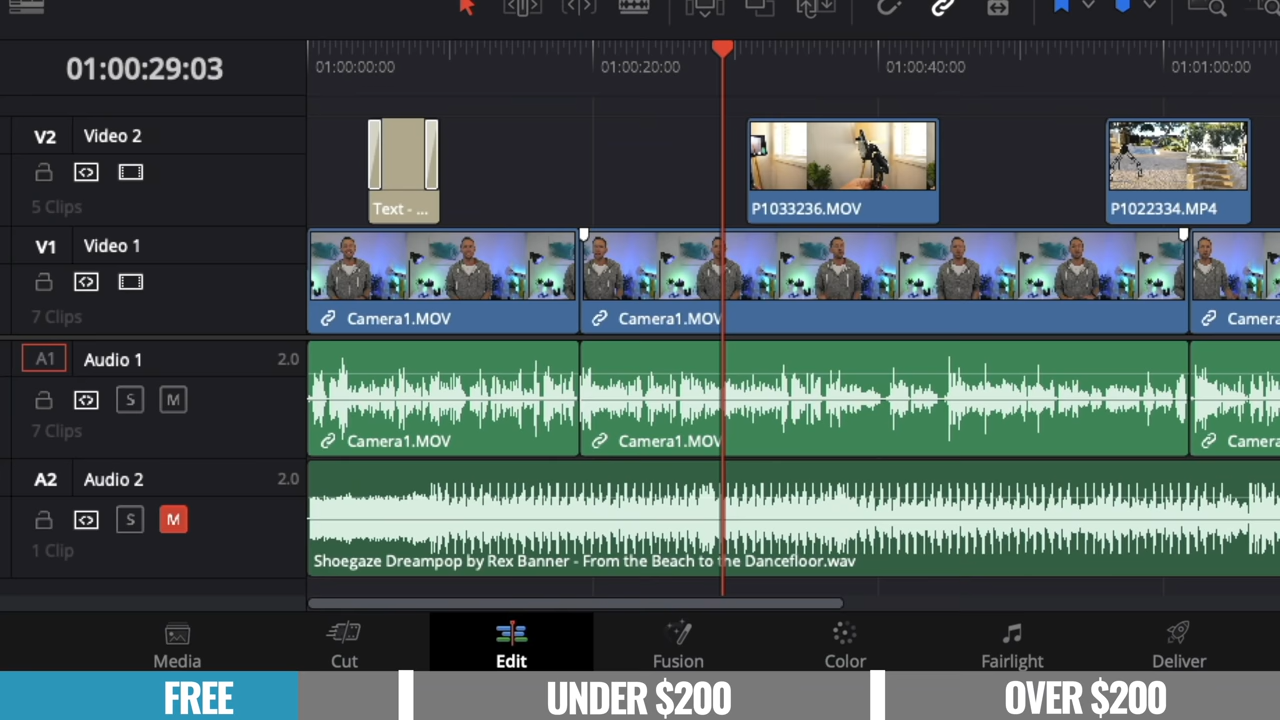 01:00:29:03
01:00:00:00
01:00:20:00
01:00:40:00
01:01:00:00
V2 Video 2
5 Clips
Text - ...
P1033236.MOV
P1022334.MP4
V1 Video 1
7 Clips
Camera1.MOV
Camera1.MOV
Camera
A1 Audio 1 2.0
S M
7 Clips
Camera1.MOV
Camera1.MOV
Camera
A2 Audio 2 2.0
S M
1 Clip
Shoegaze Dreampop by Rex Banner - From the Beach to the Dancefloor.wav
Media Cut Edit Fusion Color Fairlight Deliver
FREE UNDER $200 OVER $200